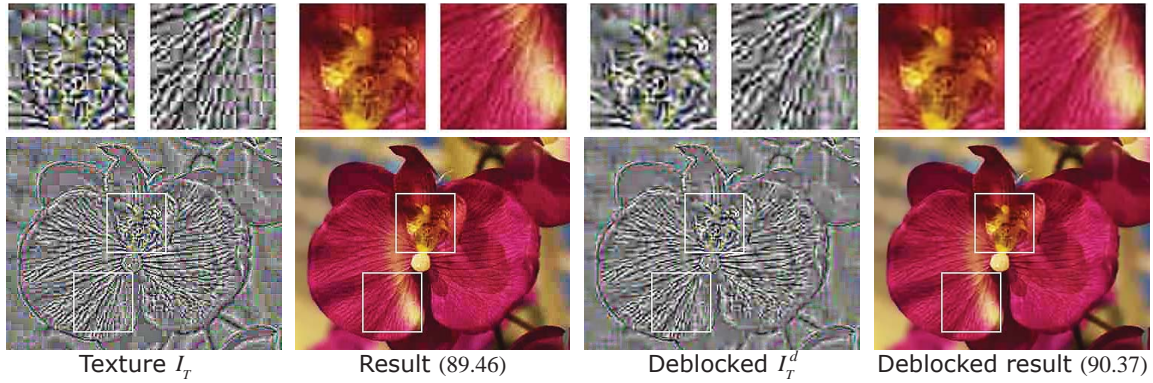 Texture I_T
Result (89.46)
Deblocked I_T^d
Deblocked result (90.37)